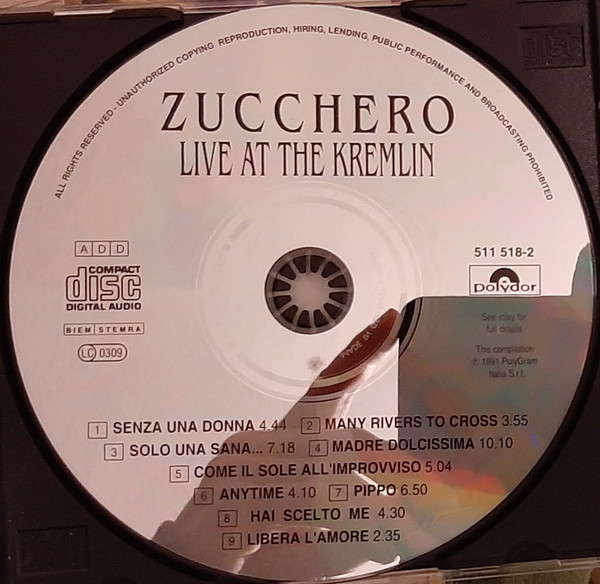 ALL RIGHTS RESERVED - UNAUTHORIZED COPYING REPRODUCTION, HIRING, LENDING, PUBLIC PERFORMANCE AND BROADCASTING PROHIBITED
ZUCCHERO
LIVE AT THE KREMLIN
A D D
COMPACT
disc
DIGITAL AUDIO
BIEM STEMRA
LC 0309
511 518-2
polydor
See inlay for
full details
This compilation
℗ 1991 PolyGram
Italia S.r.l.
1 SENZA UNA DONNA 4.44 2 MANY RIVERS TO CROSS 3:55
3 SOLO UNA SANA... 7.18 4 MADRE DOLCISSIMA 10.10
5 COME IL SOLE ALL'IMPROVVISO 5.04
6 ANYTIME 4.10 7 PIPPO 6.50
8 HAI SCELTO ME 4.30
9 LIBERA L'AMORE 2.35